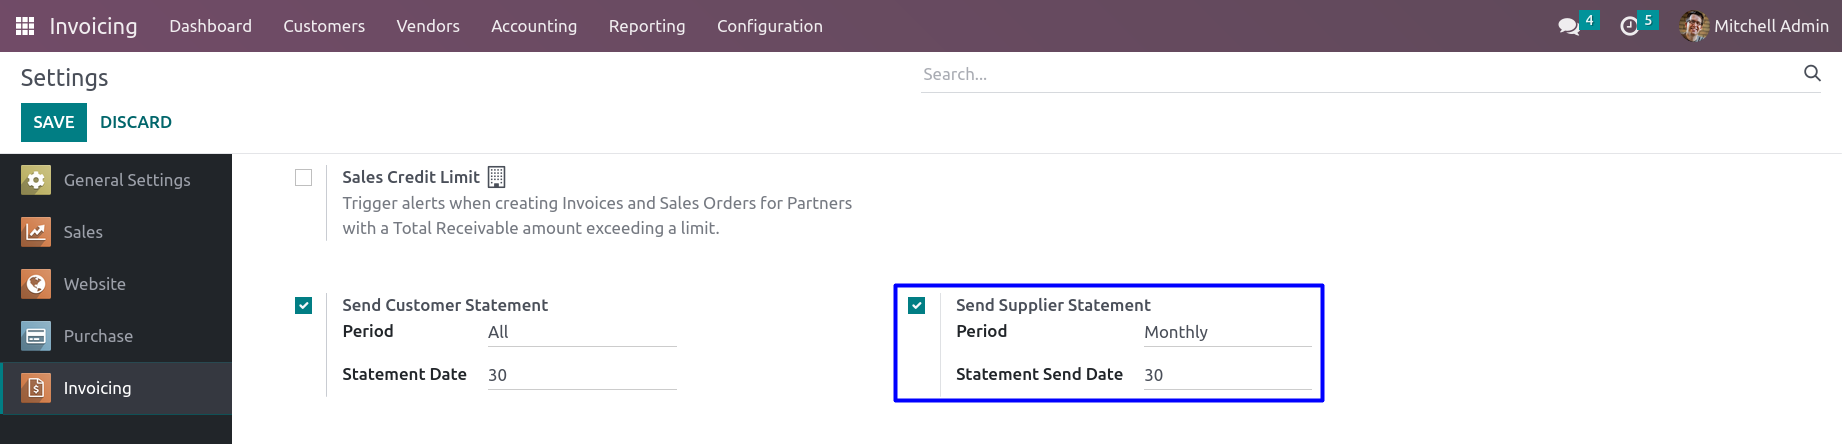 Invoicing Dashboard Customers Vendors Accounting Reporting Configuration 4 5 Mitchell Admin
Settings Search...
SAVE DISCARD
General Settings
Sales
Website
Purchase
Invoicing
Sales Credit Limit
Trigger alerts when creating Invoices and Sales Orders for Partners
with a Total Receivable amount exceeding a limit.
Send Customer Statement
Period All
Statement Date 30
Send Supplier Statement
Period Monthly
Statement Send Date 30